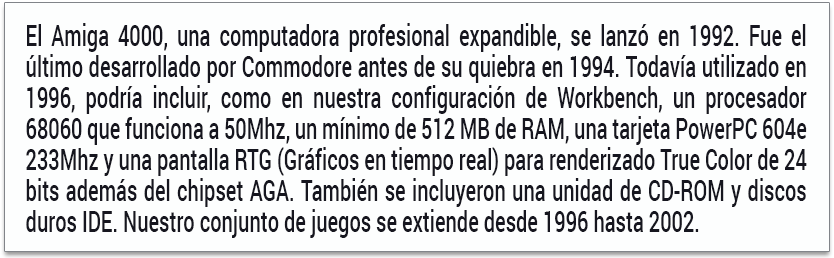 El Amiga 4000, una computadora profesional expandible, se lanzó en 1992. Fue el
último desarrollado por Commodore antes de su quiebra en 1994. Todavía utilizado en
1996, podría incluir, como en nuestra configuración de Workbench, un procesador
68060 que funciona a 50Mhz, un mínimo de 512 MB de RAM, una tarjeta PowerPC 604e
233Mhz y una pantalla RTG (Gráficos en tiempo real) para renderizado True Color de 24
bits además del chipset AGA. También se incluyeron una unidad de CD-ROM y discos
duros IDE. Nuestro conjunto de juegos se extiende desde 1996 hasta 2002.